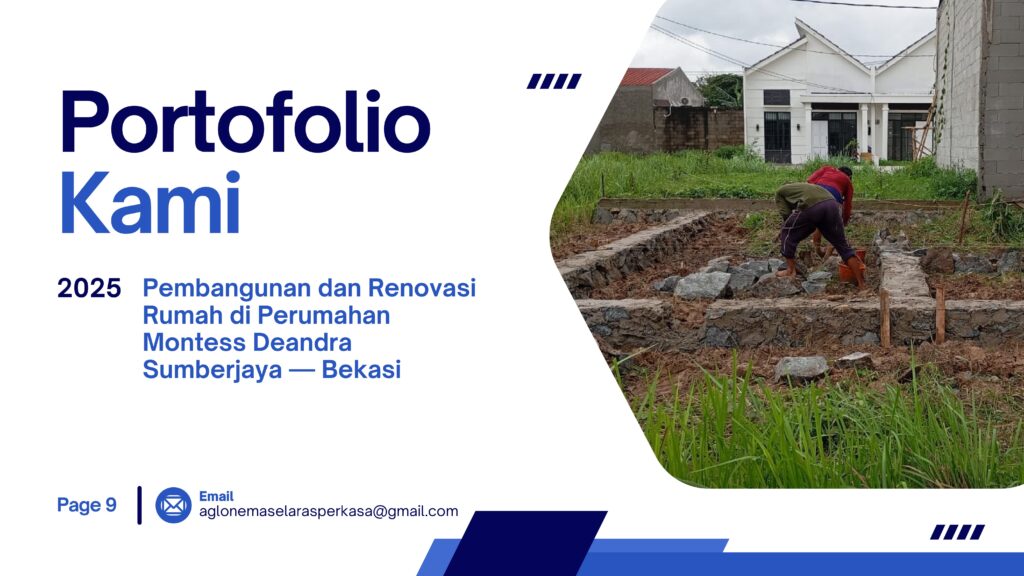 Portofolio
Kami
2025
Pembangunan dan Renovasi
Rumah di Perumahan
Montess Deandra
Sumberjaya — Bekasi
Page 9
Email
aglonemaselarasperkasa@gmail.com